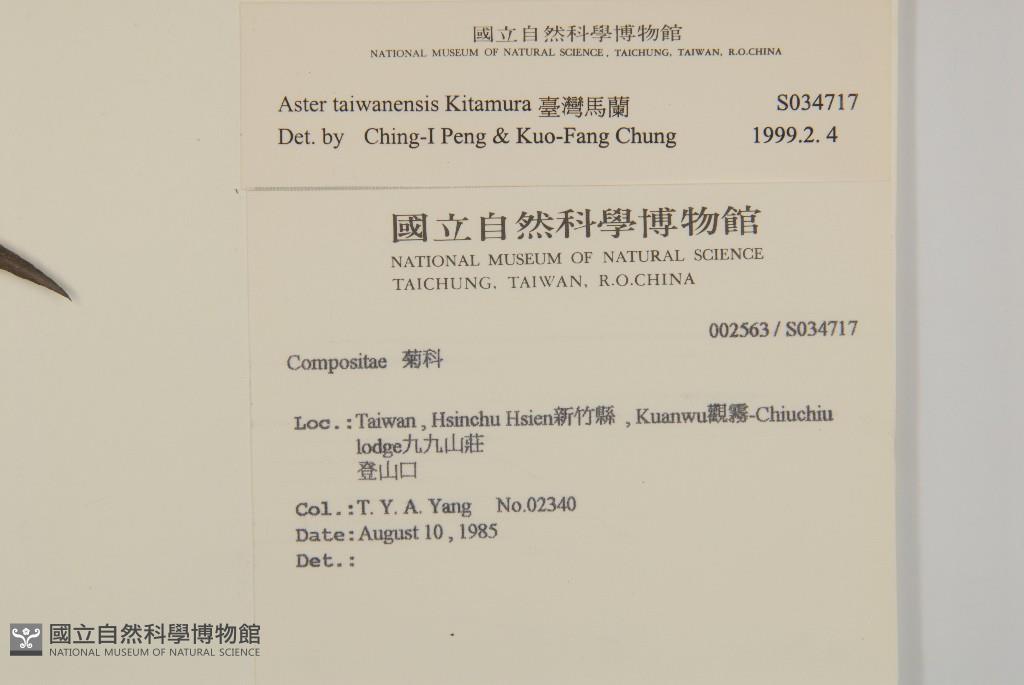 國立自然科學博物館
NATIONAL MUSEUM OF NATURAL SCIENCE, TAICHUNG, TAIWAN, R.O.CHINA
Aster taiwanensis Kitamura 臺灣馬蘭 S034717
Det. by Ching-I Peng & Kuo-Fang Chung 1999.2. 4
國立自然科學博物館
NATIONAL MUSEUM OF NATURAL SCIENCE
TAICHUNG, TAIWAN, R.O.CHINA
002563 / S034717
Compositae 菊科
Loc.: Taiwan , Hsinchu Hsien新竹縣 , Kuanwu觀霧-Chiuchiu
lodge九九山莊
登山口
Col.: T. Y. A. Yang No.02340
Date: August 10 , 1985
Det.:
國立自然科學博物館
NATIONAL MUSEUM OF NATURAL SCIENCE